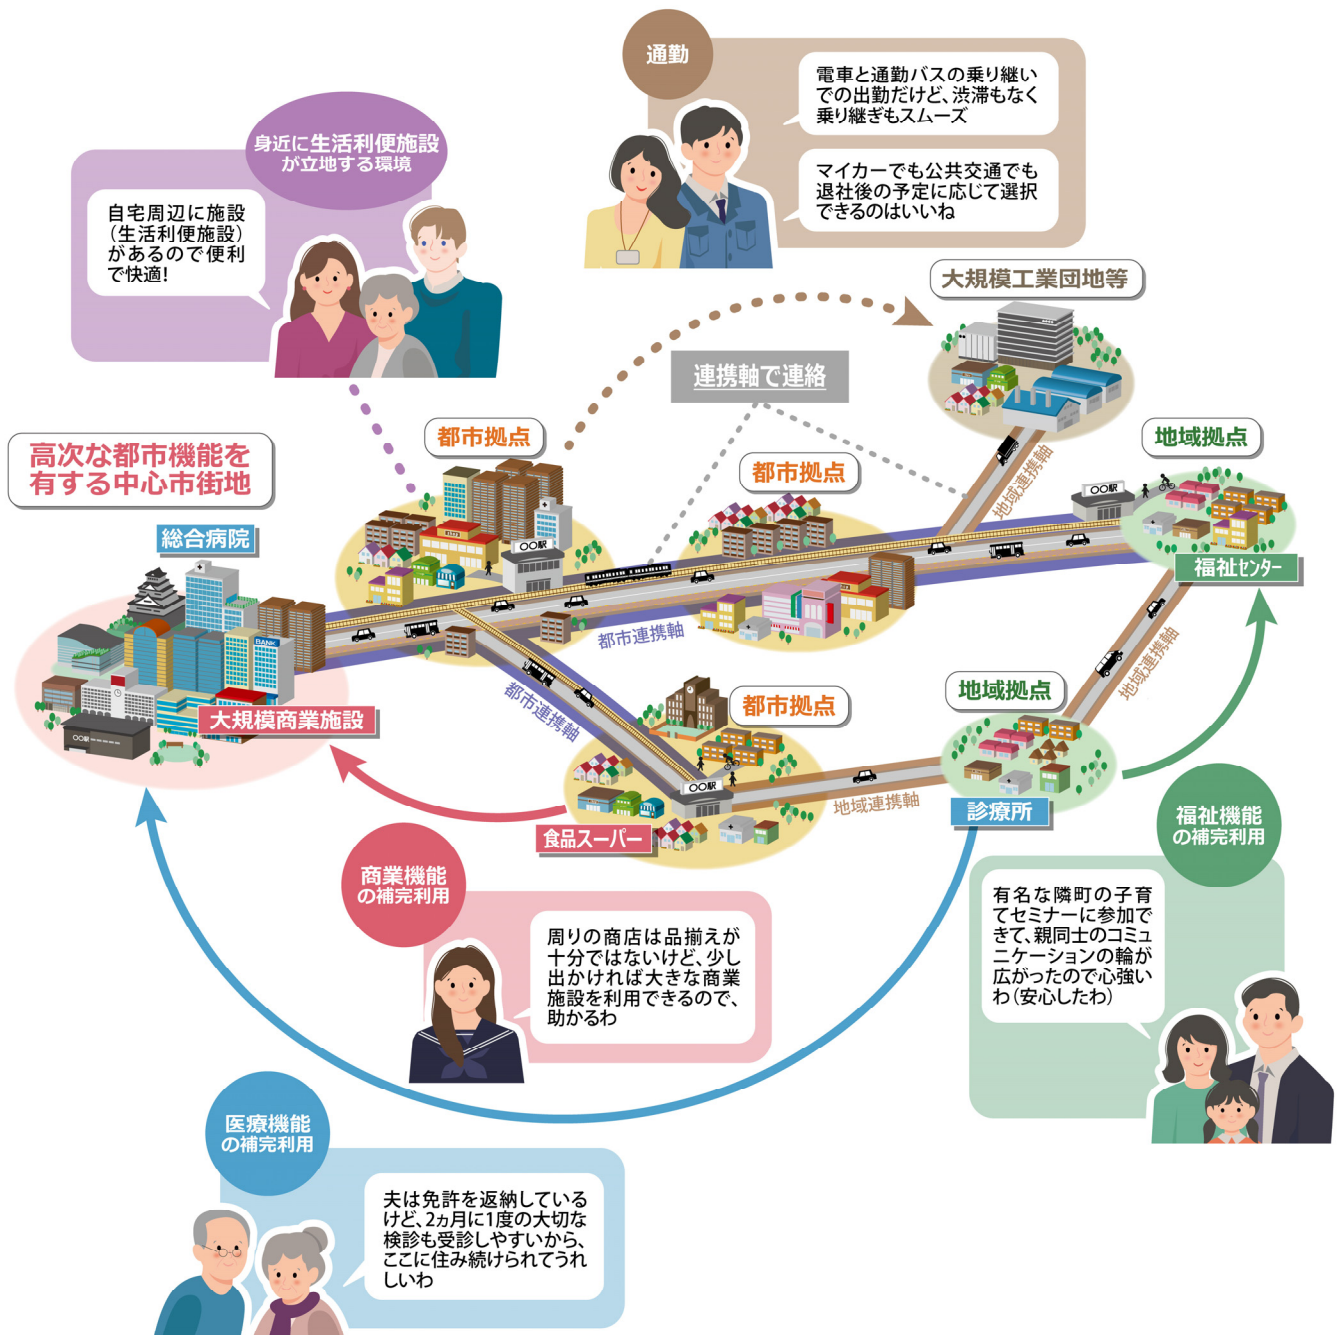 通勤
電車と通勤バスの乗り継い
での出勤だけど、渋滞もなく
乗り継ぎもスムーズ
マイカーでも公共交通でも
退社後の予定に応じて選択
できるのはいいね
身近に生活利便施設
が立地する環境
自宅周辺に施設
（生活利便施設）
があるので便利
で快適！
大規模工業団地等
連携軸で連絡
都市拠点
高次な都市機能を
有する中心市街地
都市拠点
地域拠点
地域連携軸
〇〇駅
総合病院
〇〇駅
福祉センター
BANK
都市連携軸
都市連携軸
地域連携軸
大規模商業施設
〇〇駅
都市拠点
地域拠点
〇〇駅
地域連携軸
食品スーパー
診療所
商業機能
の補完利用
周りの商店は品揃えが
十分ではないけど、少し
出かければ大きな商業
施設を利用できるので、
助かるわ
福祉機能
の補完利用
有名な隣町の子育
てセミナーに参加で
きて、親同士のコミュ
ニケーションの輪が
広がったので心強い
わ（安心したわ）
医療機能
の補完利用
夫は免許を返納している
けど、2ヵ月に1度の大切な
検診も受診しやすいから、
ここに住み続けられてうれ
しいわ